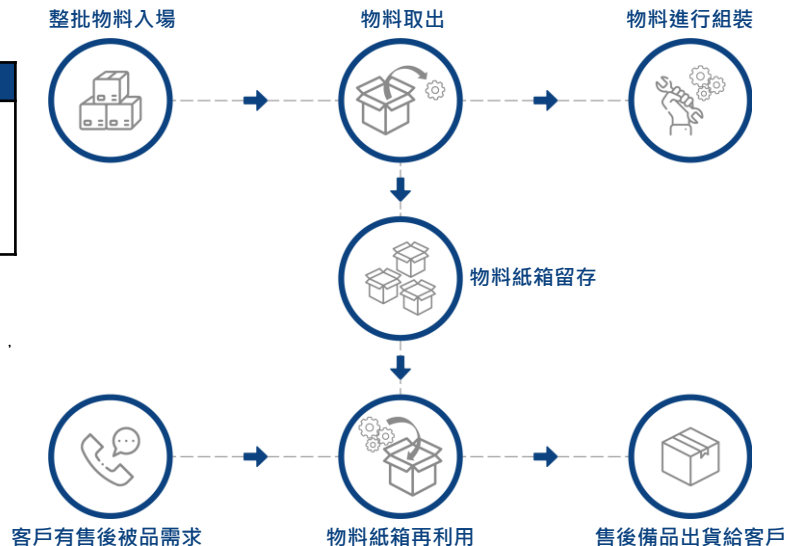 整批物料入場
物料取出
物料進行組裝
物料紙箱留存
客戶有售後被品需求
物料紙箱再利用
售後備品出貨給客戶